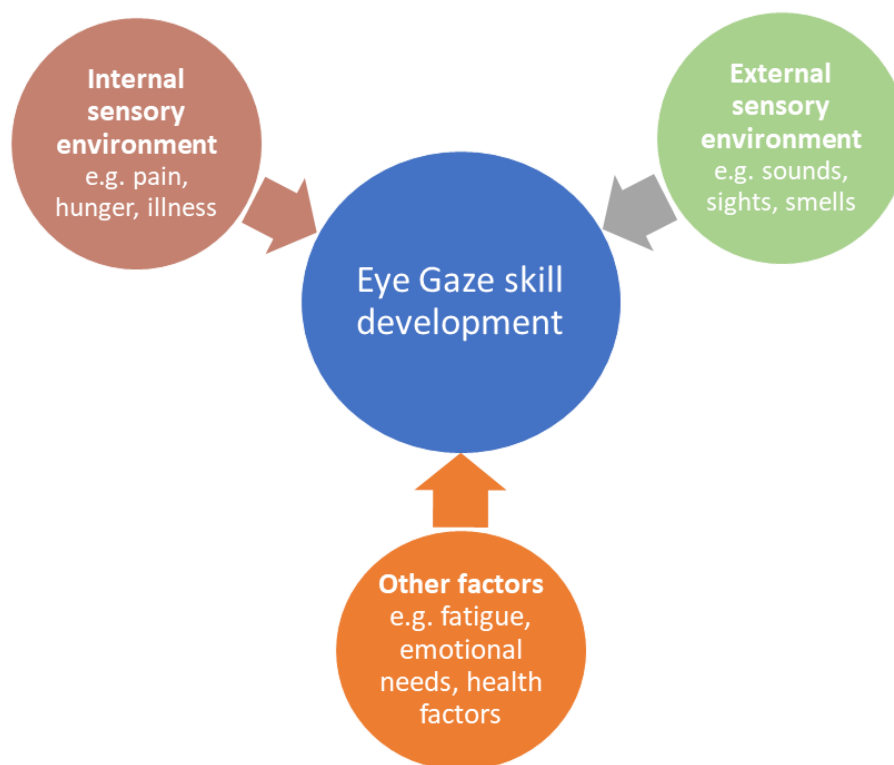 Internal
sensory
environment
e.g. pain,
hunger, illness
External
sensory
environment
e.g. sounds,
sights, smells
Eye Gaze skill
development
Other factors
e.g. fatigue,
emotional
needs, health
factors